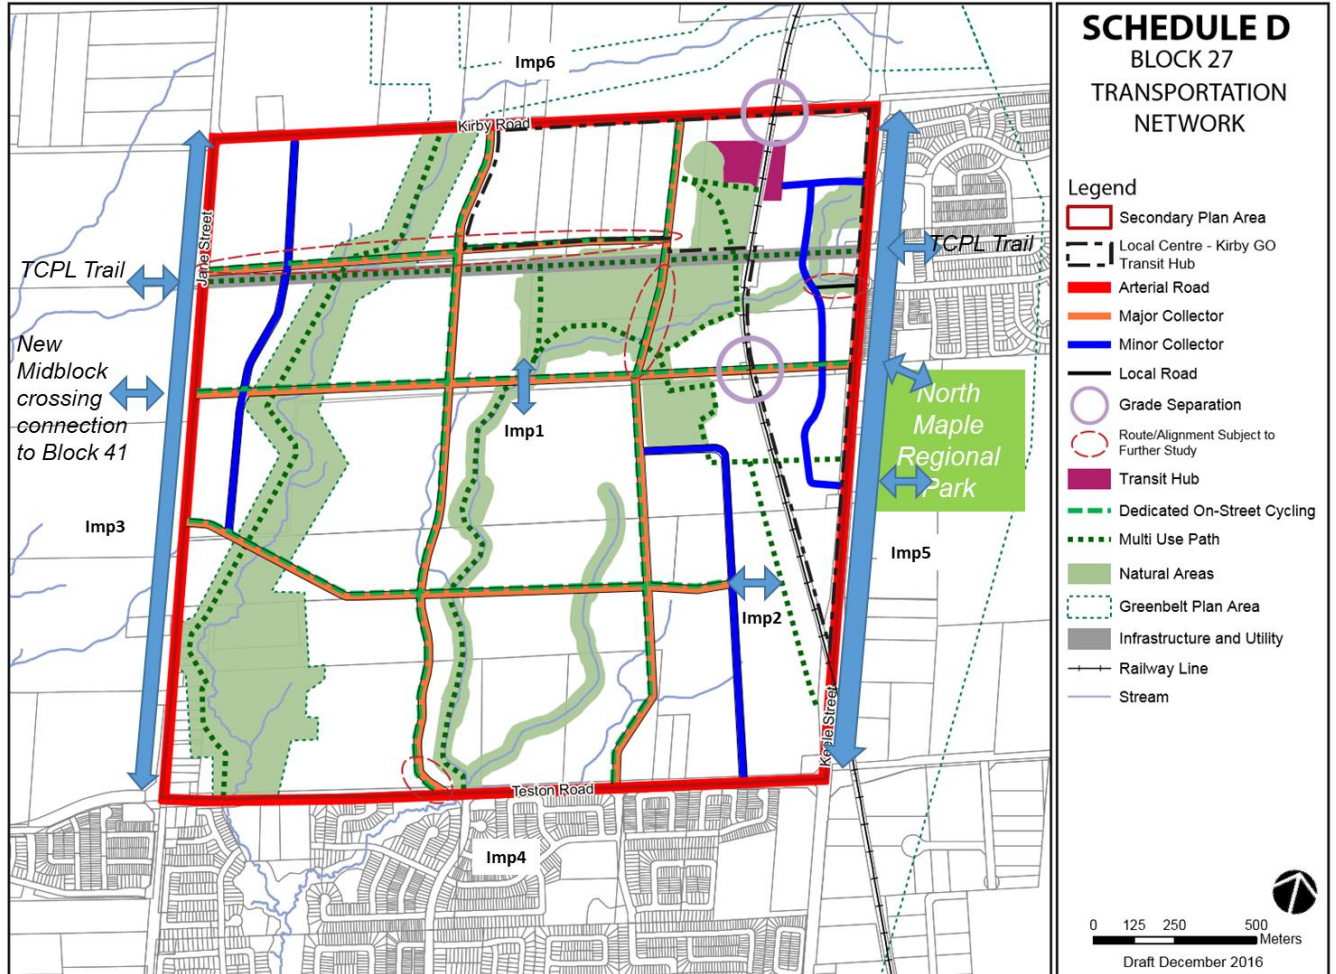 SCHEDULE D
BLOCK 27
TRANSPORTATION
NETWORK
Legend
Secondary Plan Area
Local Centre - Kirby GO
Transit Hub
Arterial Road
Major Collector
Minor Collector
Local Road
Grade Separation
Route/Alignment Subject to
Further Study
Transit Hub
Dedicated On-Street Cycling
Multi Use Path
Natural Areas
Greenbelt Plan Area
Infrastructure and Utility
Railway Line
Stream
0 125 250 500
Meters
Draft December 2016
Imp6
Kirby Road
Jane Street
TCPL Trail
TCPL Trail
New
Midblock
crossing
connection
to Block 41
North
Maple
Regional
Park
Imp1
Imp3
Imp5
Imp2
Keele Street
Teston Road
Imp4